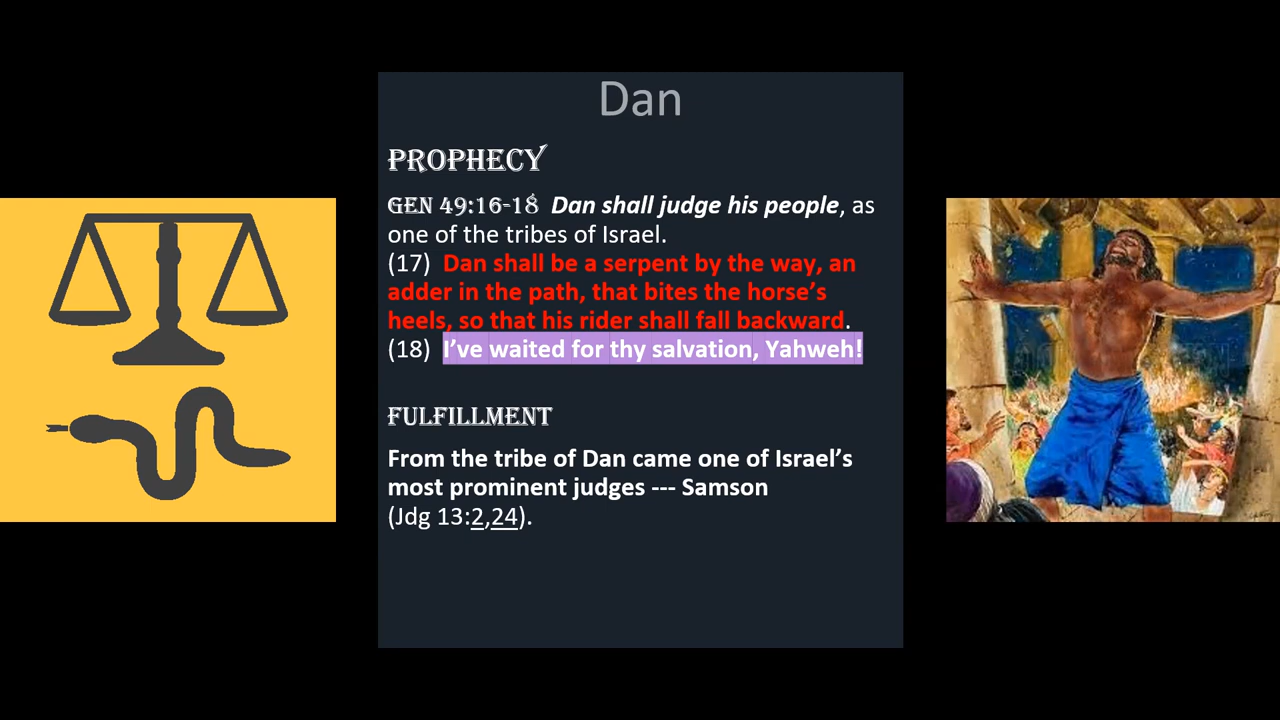 Dan
PROPHECY
GEN 49:16-18 Dan shall judge his people, as
one of the tribes of Israel.
(17) Dan shall be a serpent by the way, an
adder in the path, that bites the horse's
heels, so that his rider shall fall backward.
(18) I've waited for thy salvation, Yahweh!
FULFILLMENT
From the tribe of Dan came one of Israel's
most prominent judges --- Samson
(Jdg 13:2,24).